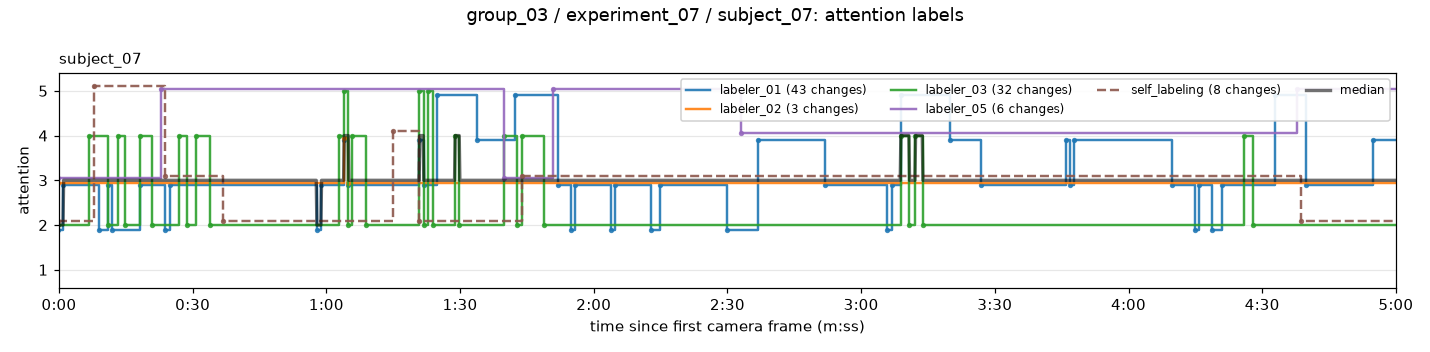 group_03 / experiment_07 / subject_07: attention labels
subject_07
labeler_01 (43 changes)
labeler_02 (3 changes)
labeler_03 (32 changes)
labeler_05 (6 changes)
self_labeling (8 changes)
median
attention
5
4
3
2
1
0:00 0:30 1:00 1:30 2:00 2:30 3:00 3:30 4:00 4:30 5:00
time since first camera frame (m:ss)